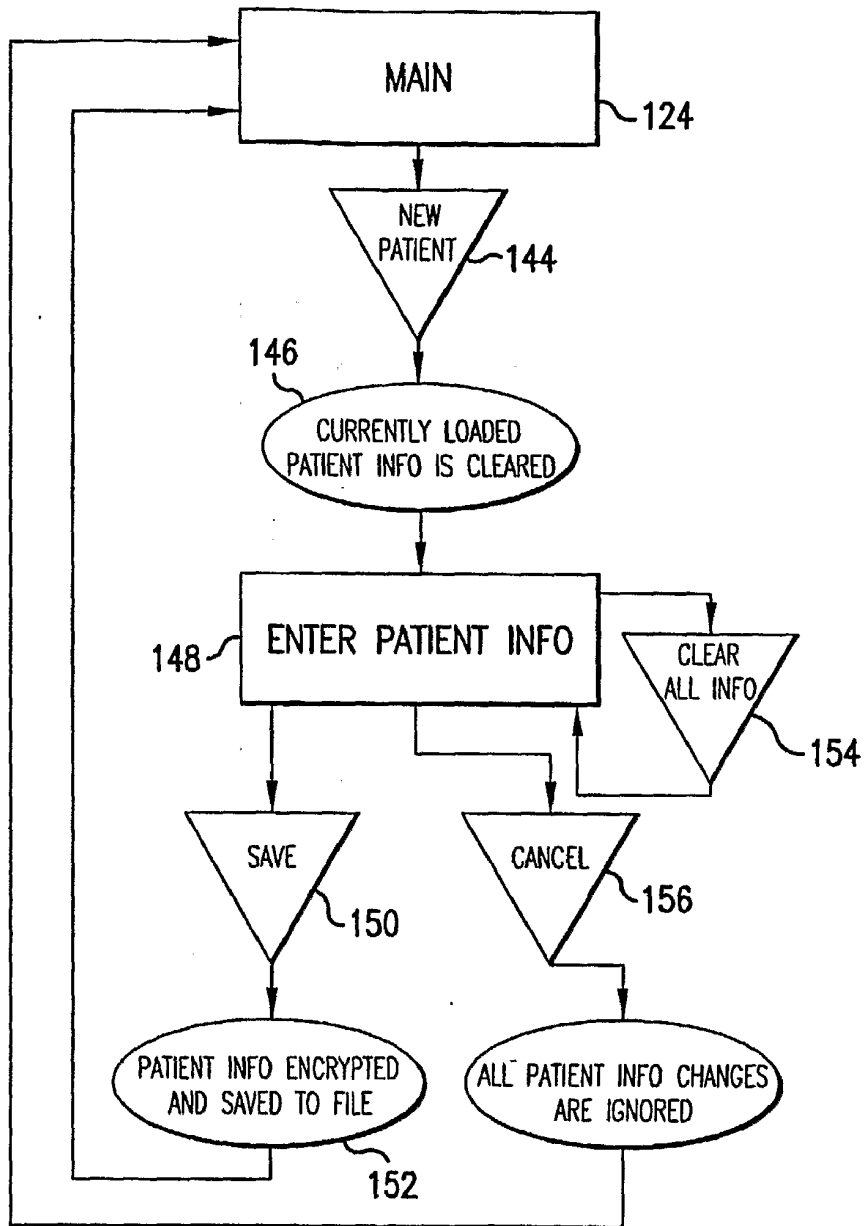 MAIN
124
NEW
PATIENT
144
146
CURRENTLY LOADED
PATIENT INFO IS CLEARED
148
ENTER PATIENT INFO
CLEAR
ALL INFO
154
SAVE
150
CANCEL
156
PATIENT INFO ENCRYPTED
AND SAVED TO FILE
152
ALL PATIENT INFO CHANGES
ARE IGNORED